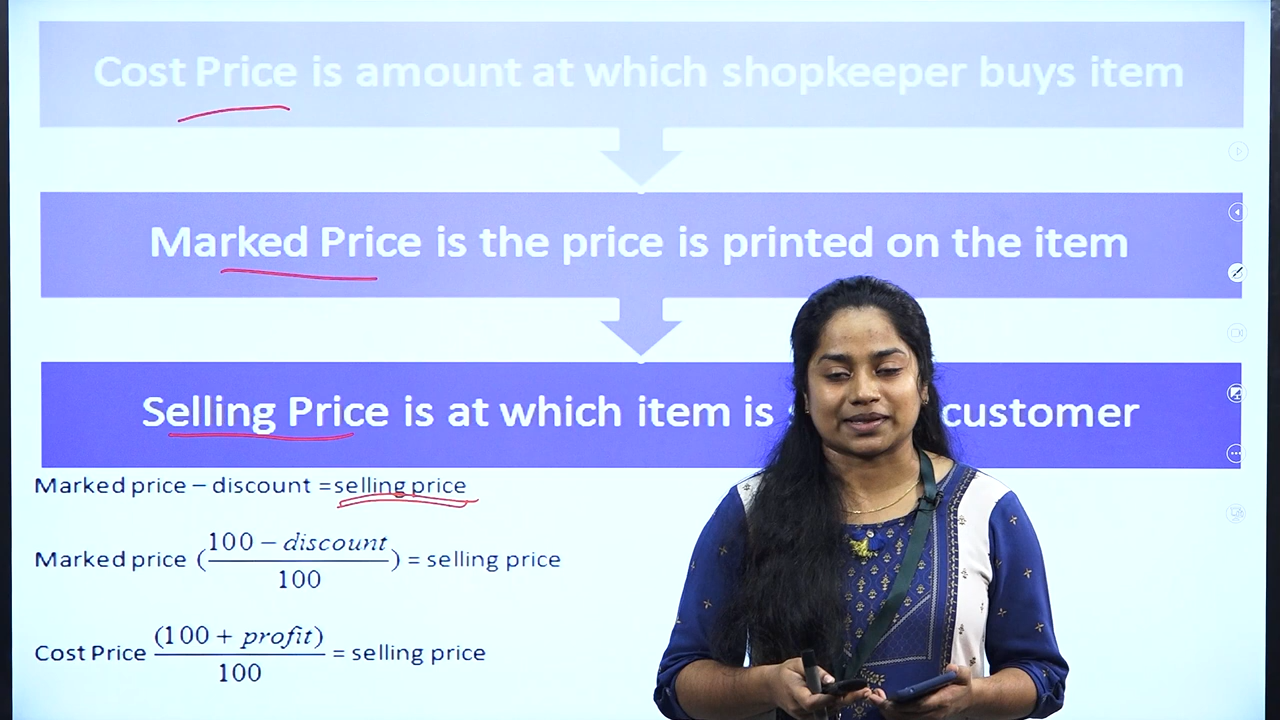 Cost Price is amount at which shopkeeper buys item
Marked Price is the price is printed on the item
Selling Price is at which item is customer
Marked price – discount =selling price
Marked price (100 − discount / 100) = selling price
Cost Price (100 + profit) / 100 = selling price